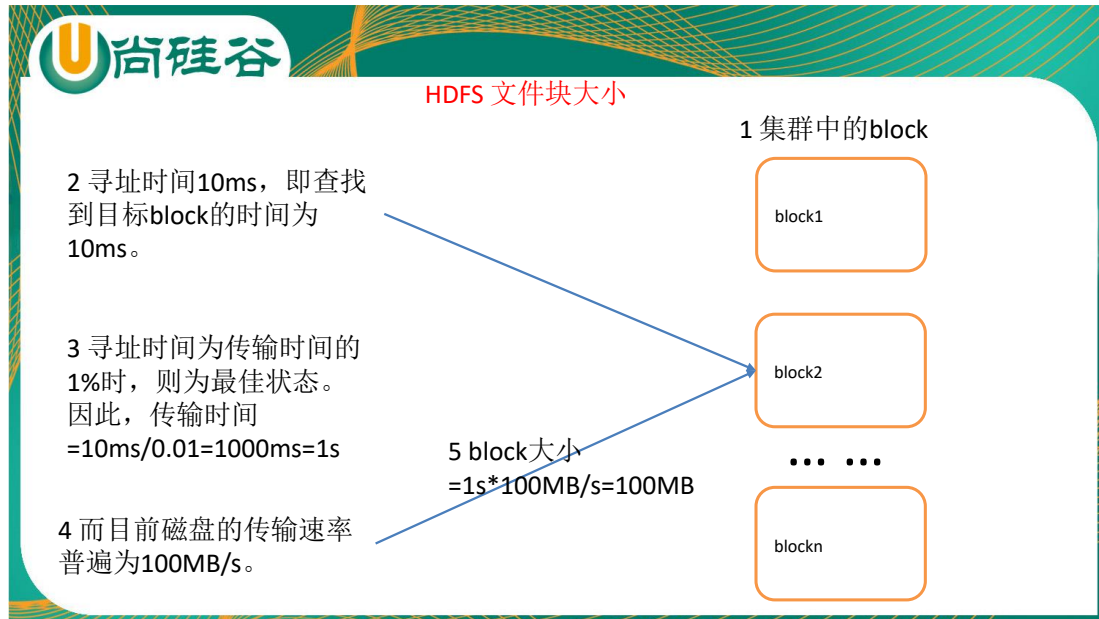 尚硅谷
HDFS 文件块大小
1 集群中的block
2 寻址时间10ms，即查找
到目标block的时间为
10ms。
block1
3 寻址时间为传输时间的
1%时，则为最佳状态。
因此，传输时间
=10ms/0.01=1000ms=1s
block2
5 block大小
=1s*100MB/s=100MB
... ...
4 而目前磁盘的传输速率
普遍为100MB/s。
blockn